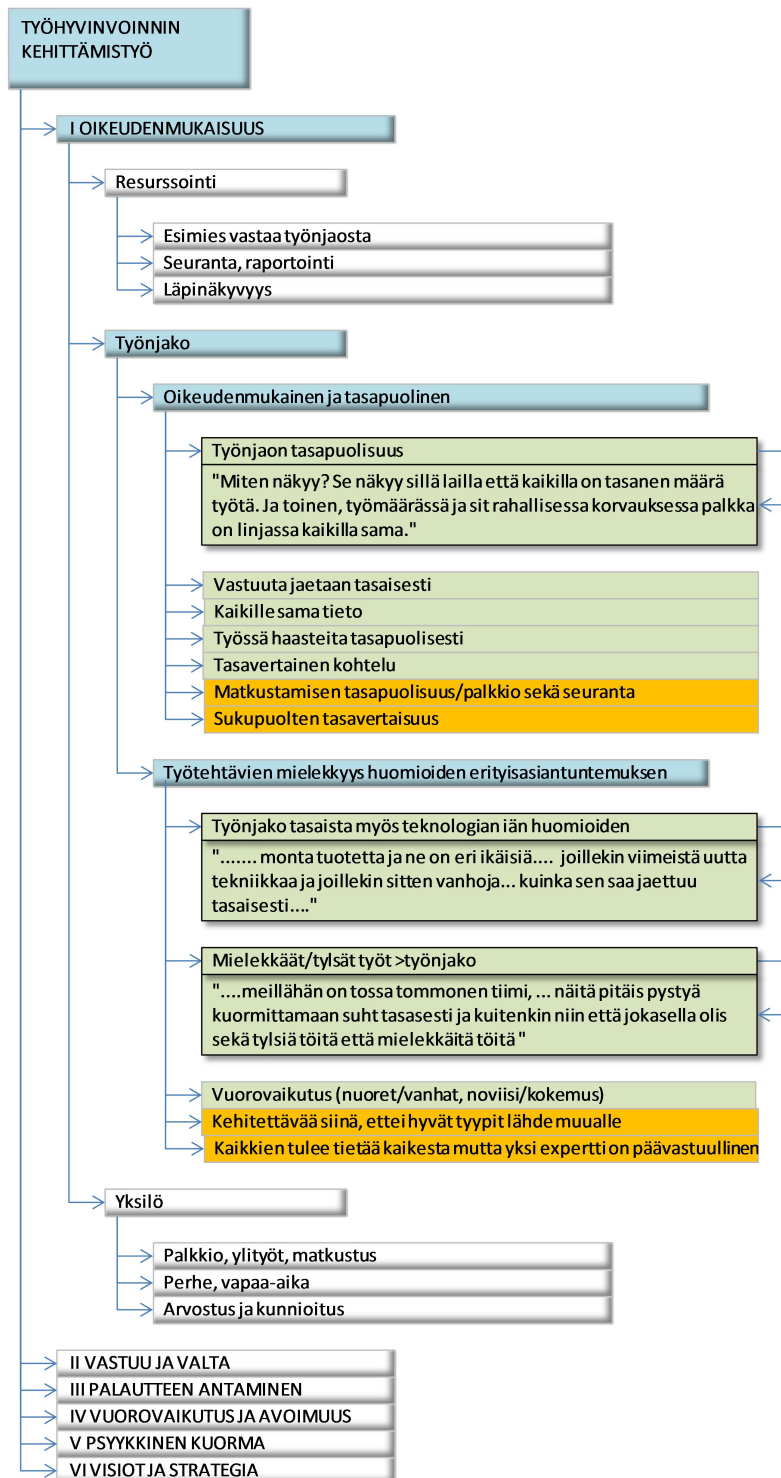 TYÖHYVINVOINNIN
KEHITTÄMISTYÖ
I OIKEUDENMUKAISUUS
Resurssointi
Esimies vastaa työnjaosta
Seuranta, raportointi
Läpinäkyvyys
Työnjako
Oikeudenmukainen ja tasapuolinen
Työnjaon tasapuolisuus
"Miten näkyy? Se näkyy sillä lailla että kaikilla on tasanen määrä
työtä. Ja toinen, työmäärässä ja sit rahallisessa korvauksessa palkka
on linjassa kaikilla sama."
Vastuuta jaetaan tasaisesti
Kaikille sama tieto
Työssä haasteita tasapuolisesti
Tasavertainen kohtelu
Matkustamisen tasapuolisuus/palkkio sekä seuranta
Sukupuolten tasavertaisuus
Työtehtävien mielekkyys huomioiden erityisasiantuntemuksen
Työnjako tasaista myös teknologian iän huomioiden
"....... monta tuotetta ja ne on eri ikäisiä.... joillekin viimeistä uutta
tekniikkaa ja joillekin sitten vanhoja... kuinka sen saa jaettuu
tasaisesti...."
Mielekkäät/tylsät työt >työnjako
"....meillähän on tossa tommonen tiimi, ... näitä pitäis pystyä
kuormittamaan suht tasasesti ja kuitenkin niin että jokasella olis
sekä tylsiä töitä että mielekkäitä töitä "
Vuorovaikutus (nuoret/vanhat, noviisi/kokemus)
Kehitettävää siinä, ettei hyvät tyypit lähde muualle
Kaikkien tulee tietää kaikesta mutta yksi expertti on päävastuullinen
Yksilö
Palkkio, ylityöt, matkustus
Perhe, vapaa-aika
Arvostus ja kunnioitus
II VASTUU JA VALTA
III PALAUTTEEN ANTAMINEN
IV VUOROVAIKUTUS JA AVOIMUUS
V PSYYKKINEN KUORMA
VI VISIOT JA STRATEGIA